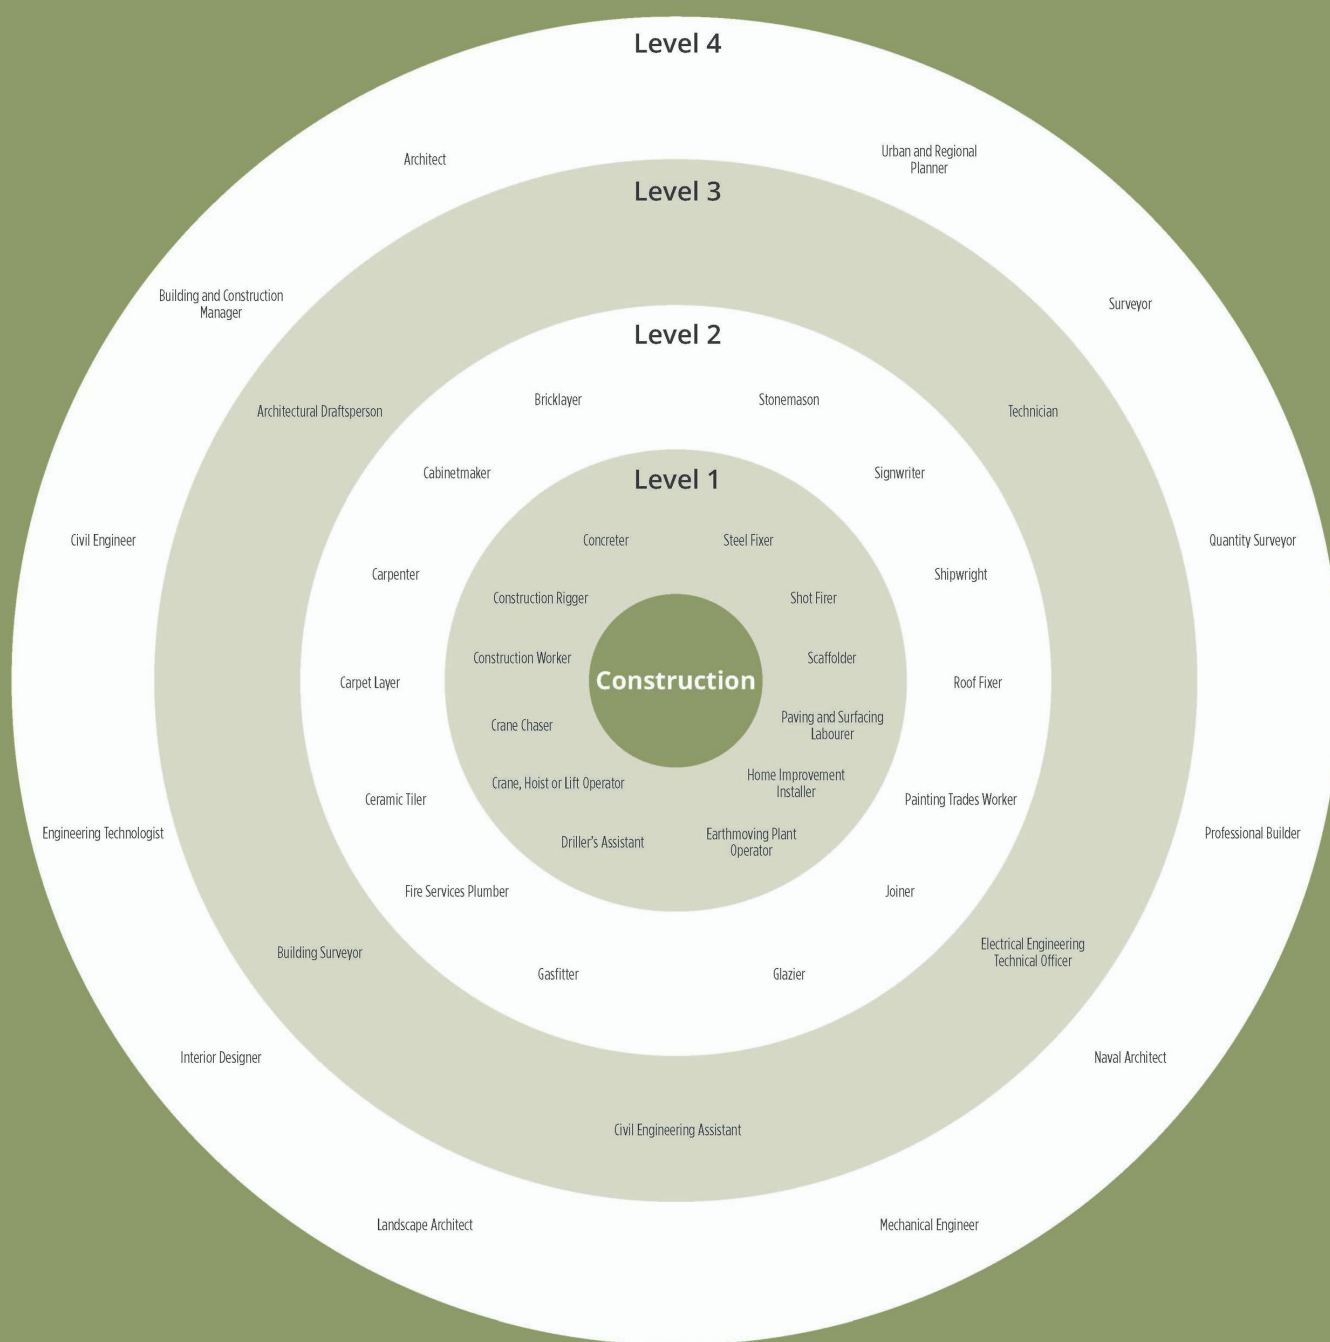 Level 4
Architect
Urban and Regional
Planner
Level 3
Building and Construction
Manager
Surveyor
Level 2
Architectural Draftsperson
Bricklayer
Stonemason
Technician
Cabinetmaker
Level 1
Signwriter
Civil Engineer
Concreter
Steel Fixer
Quantity Surveyor
Carpenter
Shipwright
Construction Rigger
Shot Firer
Construction Worker
Scaffolder
Carpet Layer
Construction
Roof Fixer
Crane Chaser
Paving and Surfacing
Labourer
Crane, Hoist or Lift Operator
Home Improvement
Installer
Ceramic Tiler
Painting Trades Worker
Engineering Technologist
Driller's Assistant
Earthmoving Plant
Operator
Professional Builder
Fire Services Plumber
Joiner
Building Surveyor
Electrical Engineering
Technical Officer
Gasfitter
Glazier
Interior Designer
Naval Architect
Civil Engineering Assistant
Landscape Architect
Mechanical Engineer